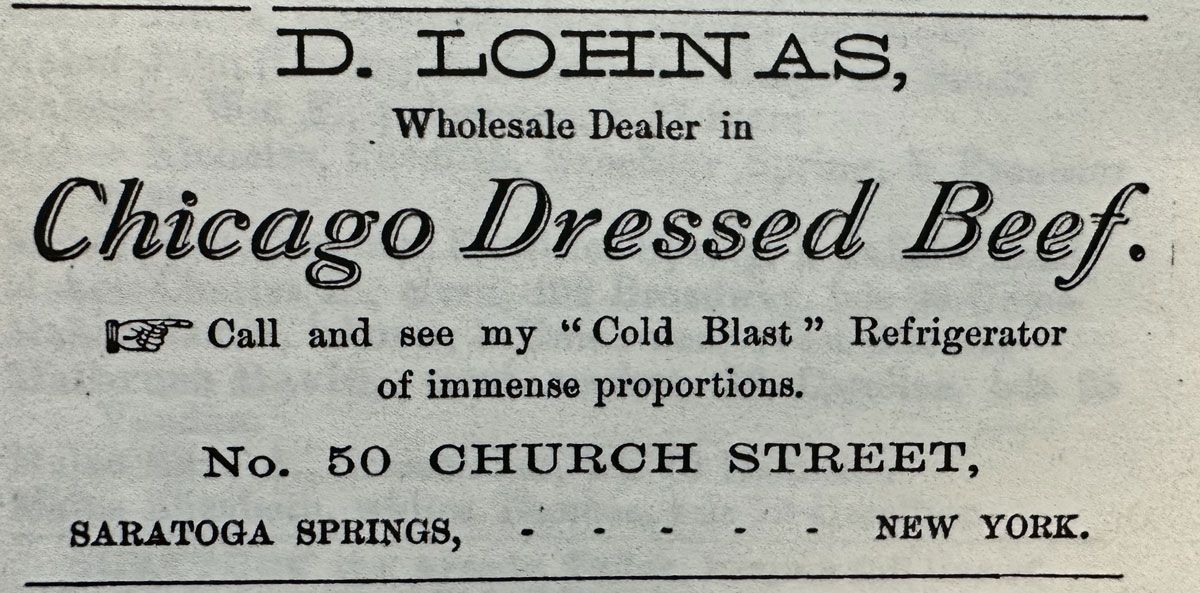 D. LOHNAS,
Wholesale Dealer in
Chicago Dressed Beef.
☞ Call and see my “Cold Blast” Refrigerator
of immense proportions.
No. 50 CHURCH STREET,
SARATOGA SPRINGS, - - - - - NEW YORK.